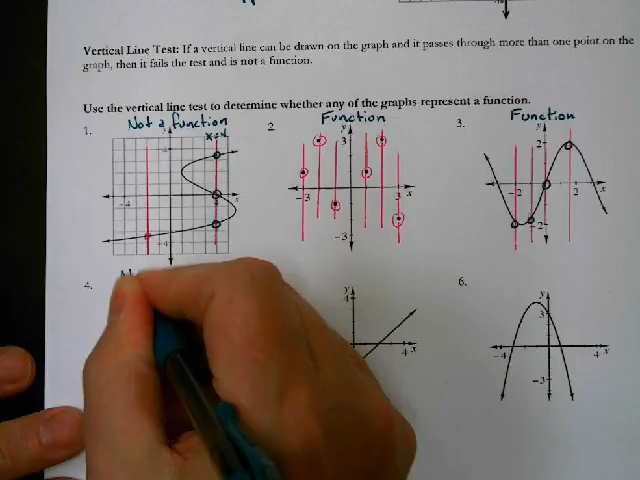 Vertical Line Test: If a vertical line can be drawn on the graph and it passes through more than one point on the
graph, then it fails the test and is not a function.
Use the vertical line test to determine whether any of the graphs represent a function.
1. Not a function
x=4
-4
4
x
2. Function
y
3
-3
3
x
-3
3. Function
y
2
-2
2
x
-2
4. N
y
4
4
x
6.
y
3
-4
4
x
-3